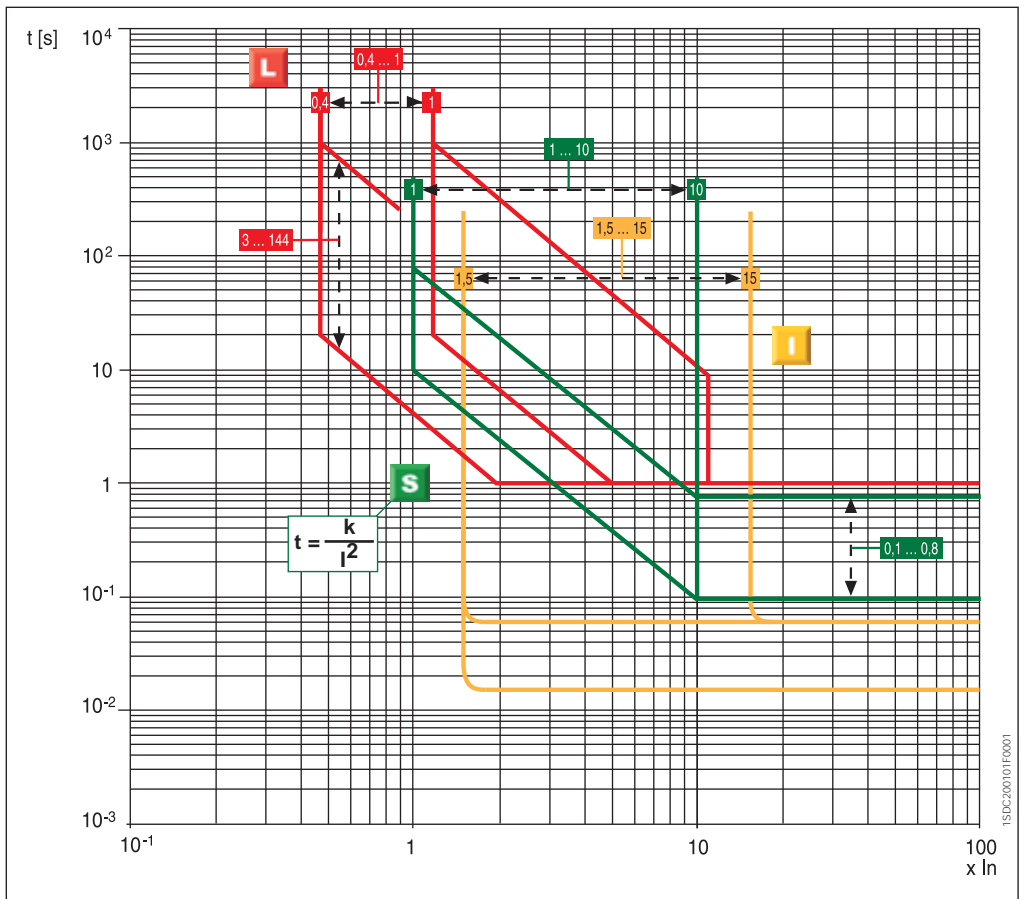 t [s]
10⁴
L
0,4 ... 1
0,4
1
10³
1 ... 10
1
10
3 ... 144
1,5 ... 15
10²
1,5
15
I
10
S
1
t = k / I²
0,1 ... 0,8
10⁻¹
10⁻²
10⁻³
10⁻¹
1
10
100
x In
1SDC200101F0001